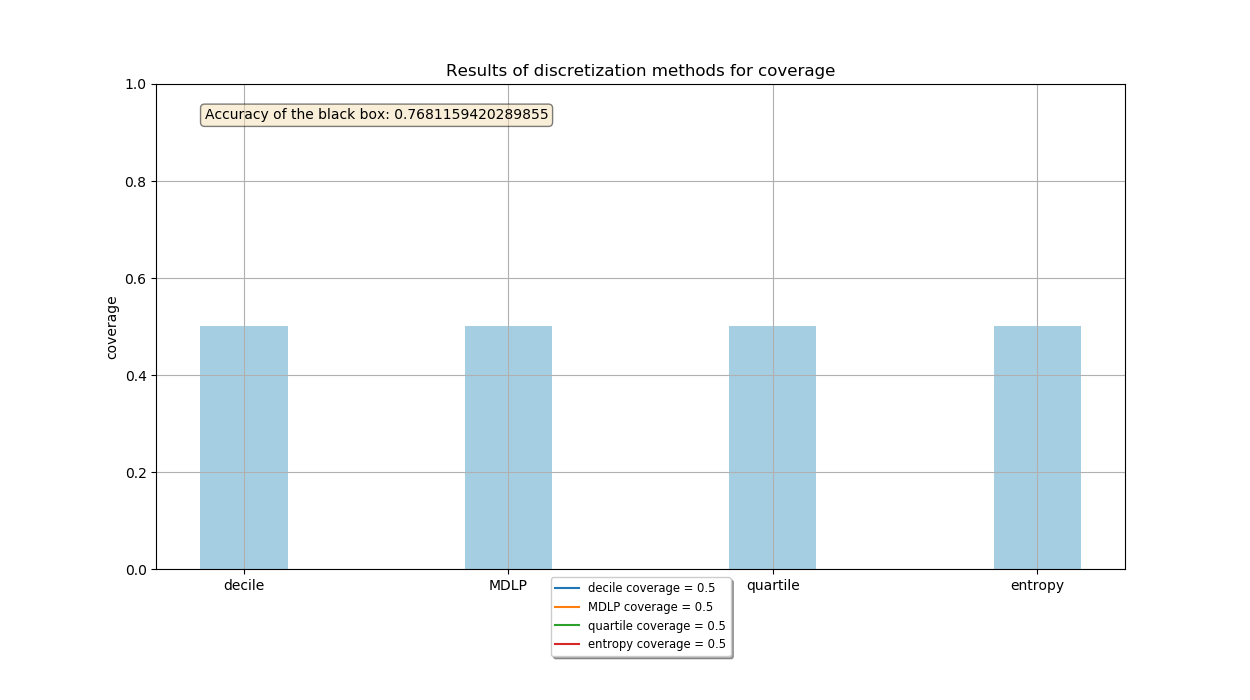 Results of discretization methods for coverage
1.0
Accuracy of the black box: 0.7681159420289855
0.8
0.6
coverage
0.4
0.2
0.0
decile MDLP quartile entropy
decile coverage = 0.5
MDLP coverage = 0.5
quartile coverage = 0.5
entropy coverage = 0.5